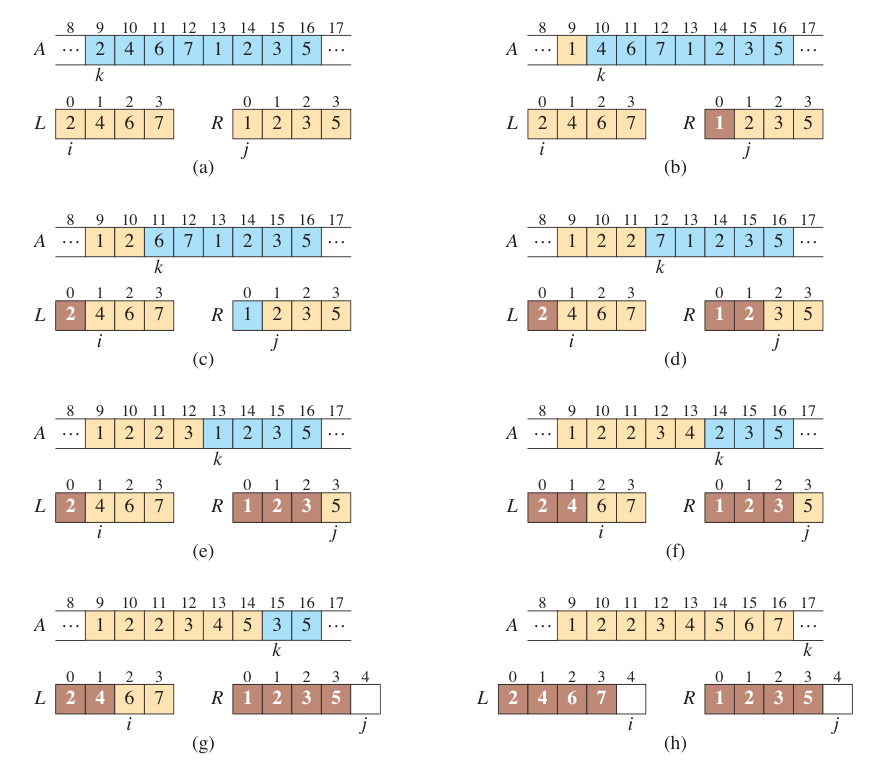 8 9 10 11 12 13 14 15 16 17
A ⋯ 2 4 6 7 1 2 3 5 ⋯
k
0 1 2 3
L 2 4 6 7
i
0 1 2 3
R 1 2 3 5
j
(a)
8 9 10 11 12 13 14 15 16 17
A ⋯ 1 4 6 7 1 2 3 5 ⋯
k
0 1 2 3
L 2 4 6 7
i
0 1 2 3
R 1 2 3 5
j
(b)
8 9 10 11 12 13 14 15 16 17
A ⋯ 1 2 6 7 1 2 3 5 ⋯
k
0 1 2 3
L 2 4 6 7
i
0 1 2 3
R 1 2 3 5
j
(c)
8 9 10 11 12 13 14 15 16 17
A ⋯ 1 2 2 7 1 2 3 5 ⋯
k
0 1 2 3
L 2 4 6 7
i
0 1 2 3
R 1 2 3 5
j
(d)
8 9 10 11 12 13 14 15 16 17
A ⋯ 1 2 2 3 1 2 3 5 ⋯
k
0 1 2 3
L 2 4 6 7
i
0 1 2 3
R 1 2 3 5
j
(e)
8 9 10 11 12 13 14 15 16 17
A ⋯ 1 2 2 3 4 2 3 5 ⋯
k
0 1 2 3
L 2 4 6 7
i
0 1 2 3
R 1 2 3 5
j
(f)
8 9 10 11 12 13 14 15 16 17
A ⋯ 1 2 2 3 4 5 3 5 ⋯
k
0 1 2 3
L 2 4 6 7
i
0 1 2 3 4
R 1 2 3 5
j
(g)
8 9 10 11 12 13 14 15 16 17
A ⋯ 1 2 2 3 4 5 6 7 ⋯
k
0 1 2 3 4
L 2 4 6 7
i
0 1 2 3 4
R 1 2 3 5
j
(h)